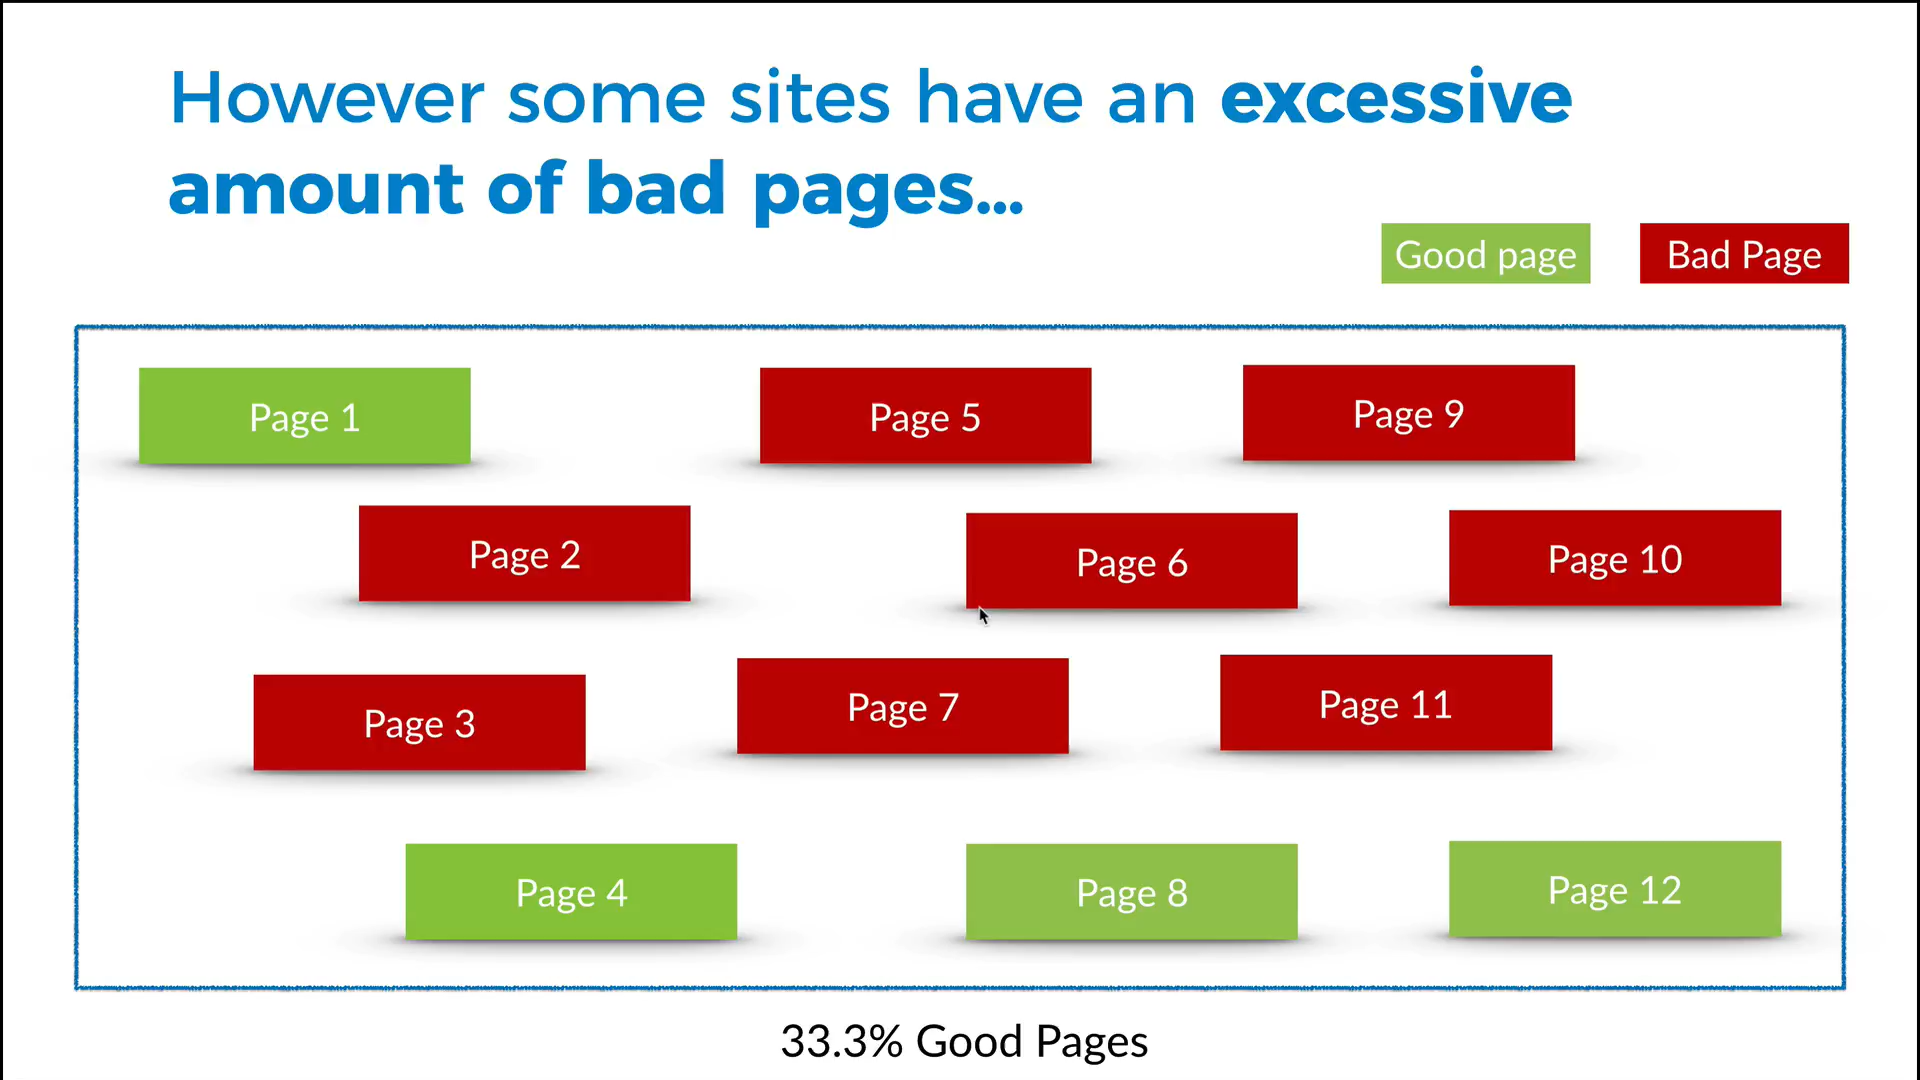 However some sites have an excessive
amount of bad pages...
Good page
Bad Page
Page 1
Page 5
Page 9
Page 2
Page 6
Page 10
Page 3
Page 7
Page 11
Page 4
Page 8
Page 12
33.3% Good Pages